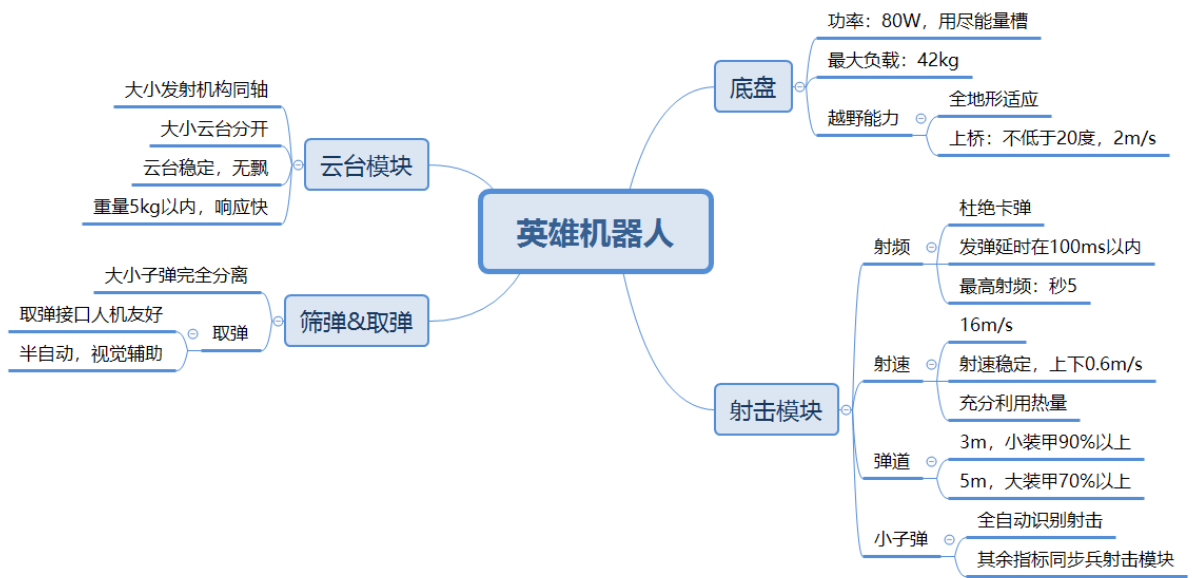 英雄机器人
底盘
功率：80W，用尽能量槽
最大负载：42kg
越野能力
全地形适应
上桥：不低于20度，2m/s
云台模块
大小发射机构同轴
大小云台分开
云台稳定，无飘
重量5kg以内，响应快
筛弹&取弹
大小子弹完全分离
取弹
取弹接口人机友好
半自动，视觉辅助
射击模块
射频
杜绝卡弹
发弹延时在100ms以内
最高射频：秒5
射速
16m/s
射速稳定，上下0.6m/s
充分利用热量
弹道
3m，小装甲90%以上
5m，大装甲70%以上
小子弹
全自动识别射击
其余指标同步兵射击模块